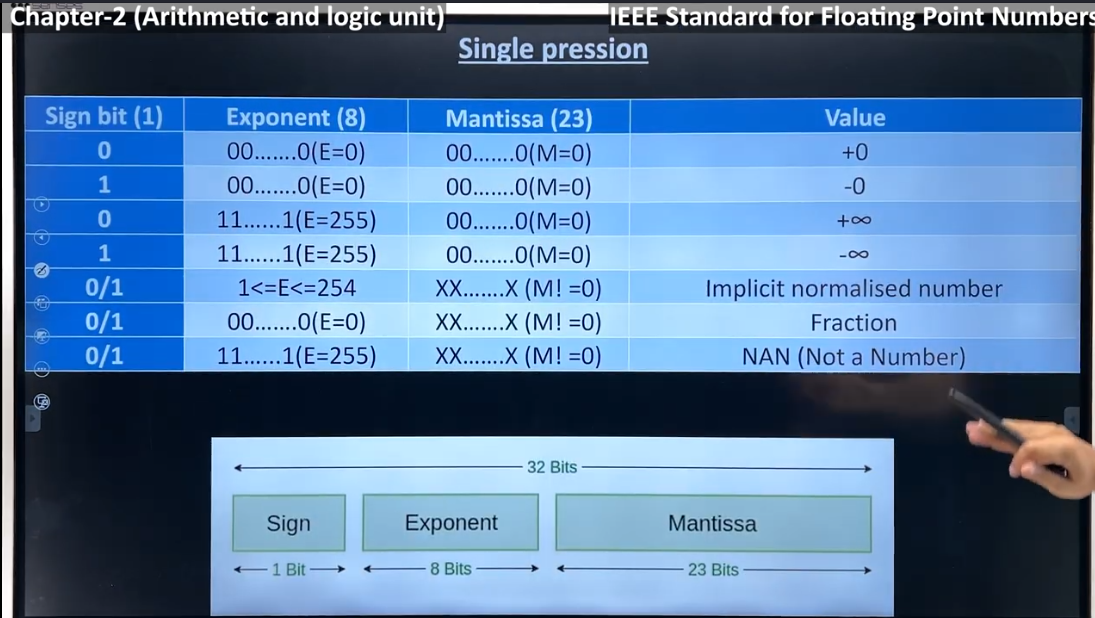 Chapter-2 (Arithmetic and logic unit)
IEEE Standard for Floating Point Numbers
Single pression
Sign bit (1) Exponent (8) Mantissa (23) Value
0 00.......0(E=0) 00.......0(M=0) +0
1 00.......0(E=0) 00.......0(M=0) -0
0 11......1(E=255) 00.......0(M=0) +∞
1 11......1(E=255) 00.......0(M=0) -∞
0/1 1<=E<=254 XX.......X (M! =0) Implicit normalised number
0/1 00.......0(E=0) XX.......X (M! =0) Fraction
0/1 11......1(E=255) XX.......X (M! =0) NAN (Not a Number)
32 Bits
Sign Exponent Mantissa
1 Bit 8 Bits 23 Bits